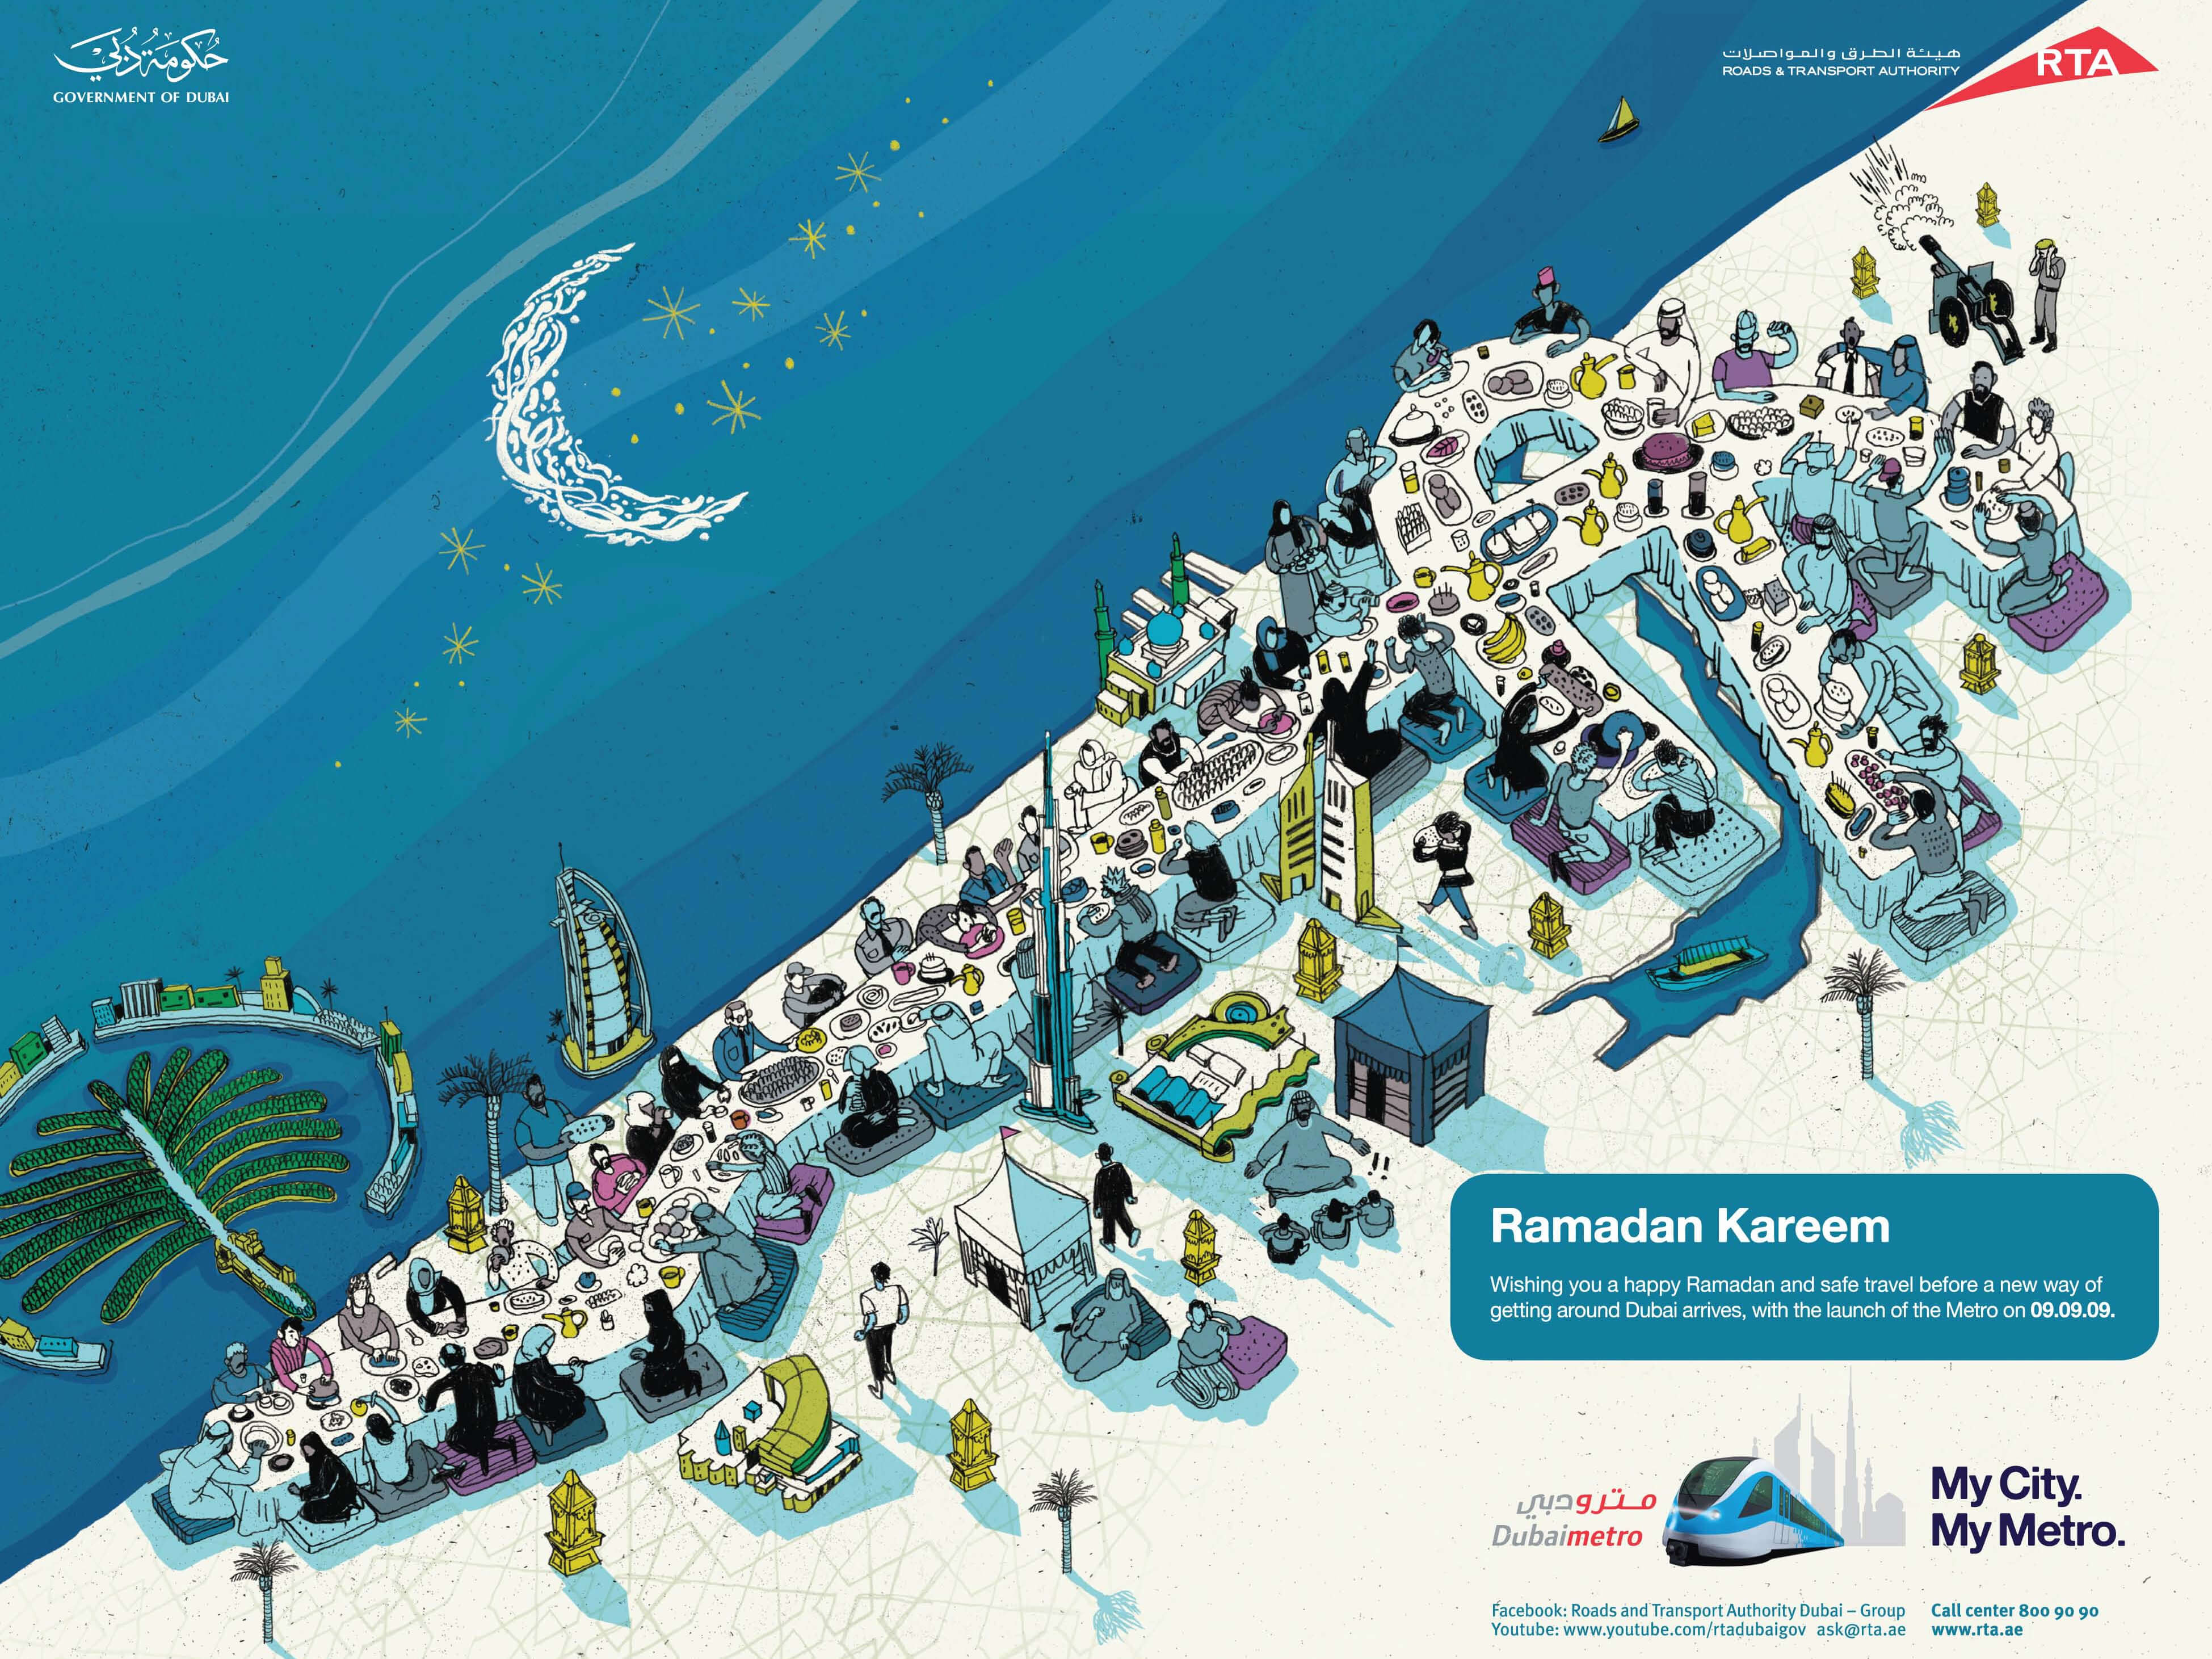 حكومة دبي
GOVERNMENT OF DUBAI
هيئة الطرق والمواصلات
ROADS & TRANSPORT AUTHORITY
RTA
!!
Ramadan Kareem
Wishing you a happy Ramadan and safe travel before a new way of
getting around Dubai arrives, with the launch of the Metro on 09.09.09.
مترو دبي
Dubaimetro
My City.
My Metro.
Facebook: Roads and Transport Authority Dubai – Group
Youtube: www.youtube.com/rtadubaigov ask@rta.ae
Call center 800 90 90
www.rta.ae